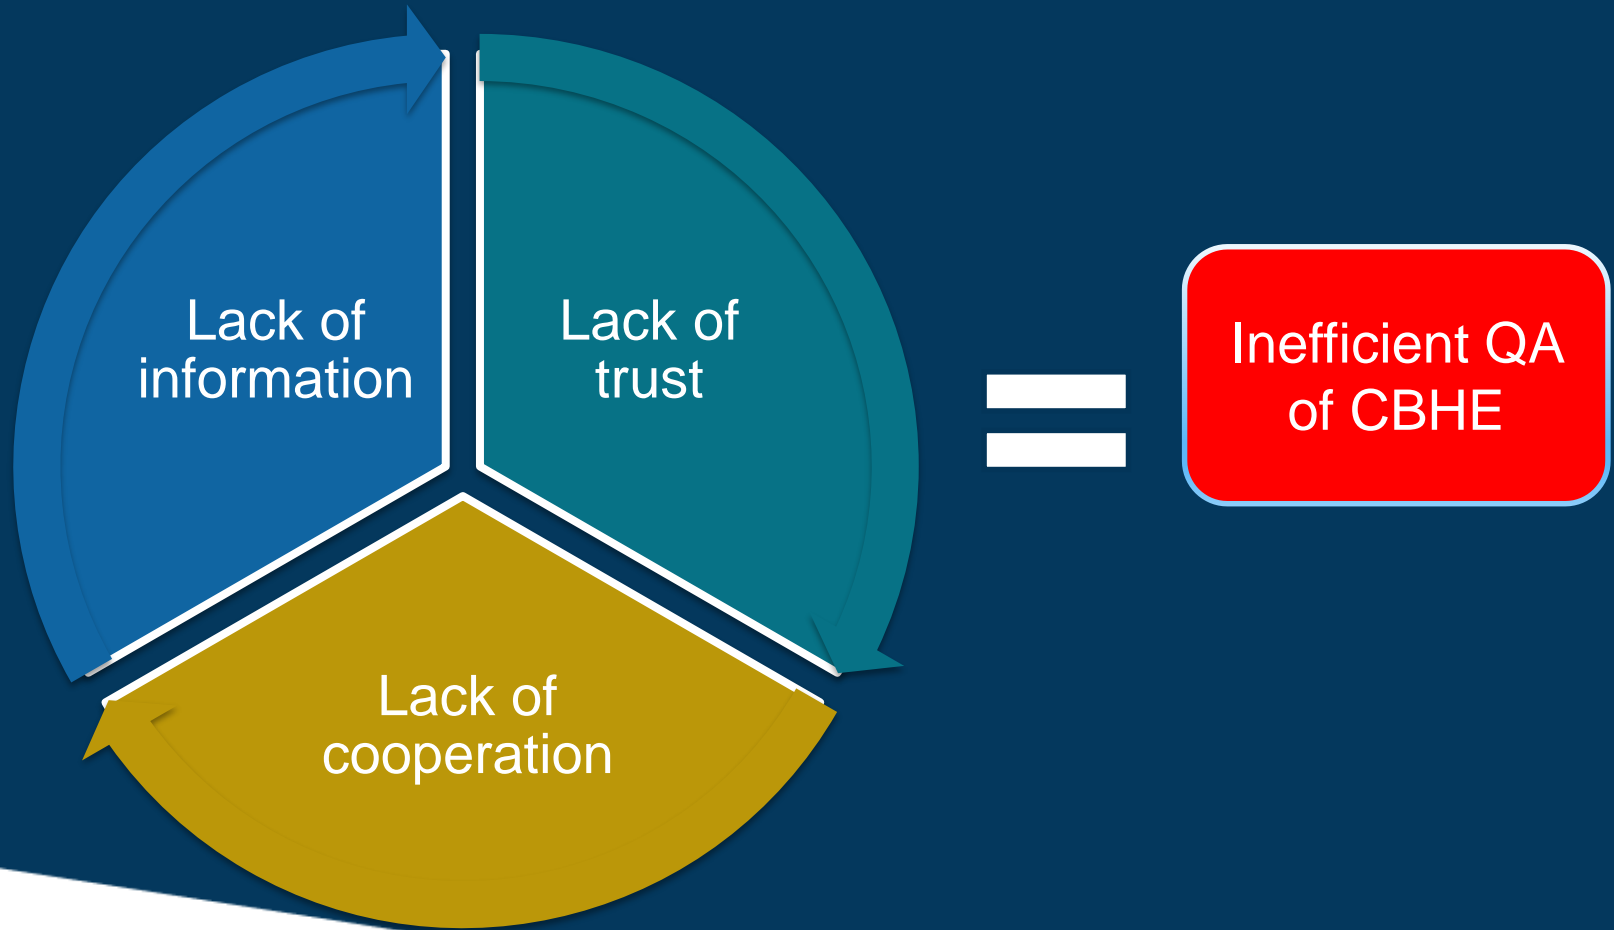 Lack of
information
Lack of
trust
Lack of
cooperation
Inefficient QA
of CBHE